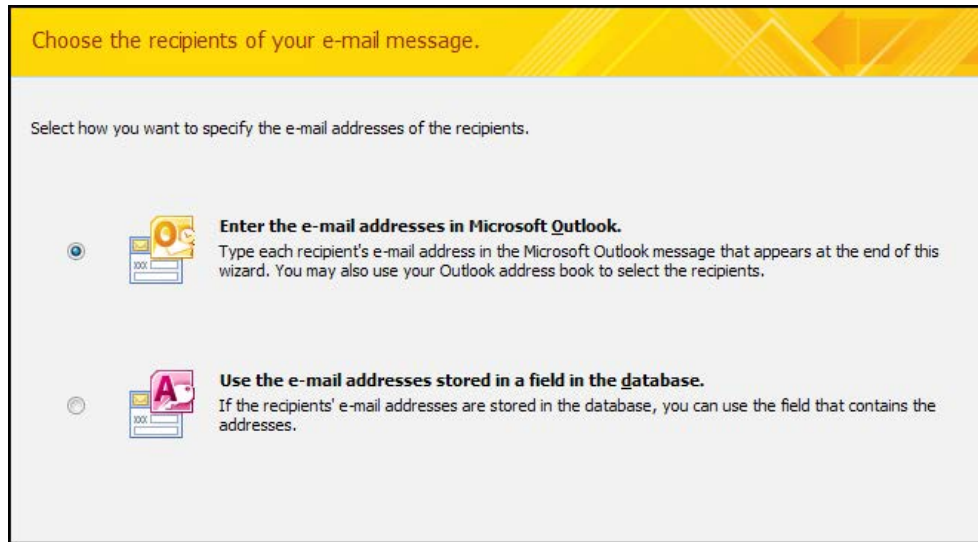 Choose the recipients of your e-mail message.
Select how you want to specify the e-mail addresses of the recipients.
Enter the e-mail addresses in Microsoft Outlook.
Type each recipient's e-mail address in the Microsoft Outlook message that appears at the end of this
wizard. You may also use your Outlook address book to select the recipients.
Use the e-mail addresses stored in a field in the database.
If the recipients' e-mail addresses are stored in the database, you can use the field that contains the
addresses.